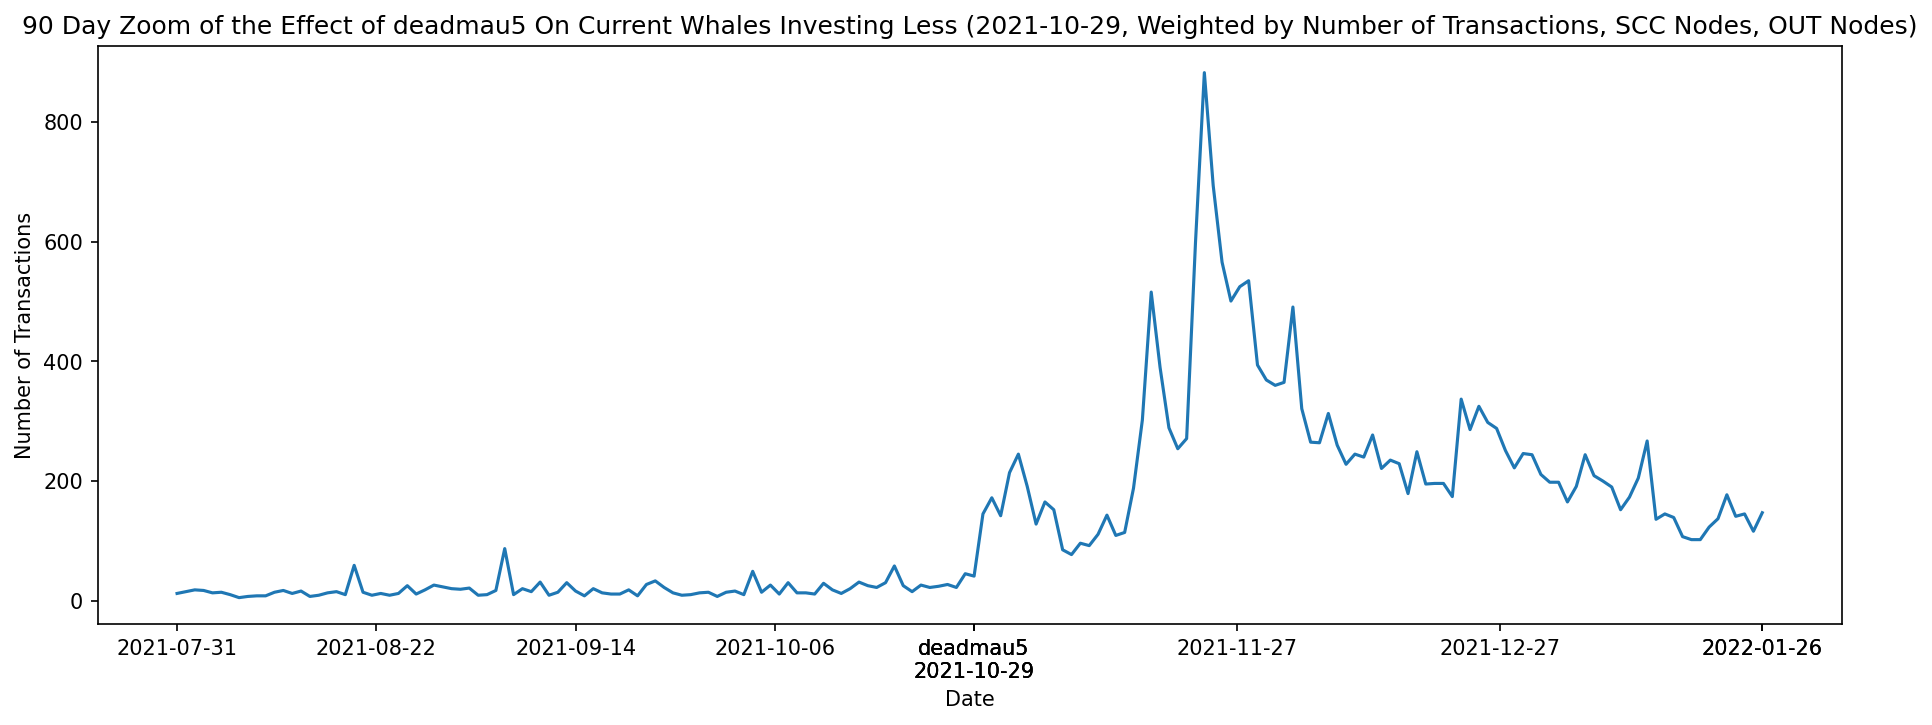 90 Day Zoom of the Effect of deadmau5 On Current Whales Investing Less (2021-10-29, Weighted by Number of Transactions, SCC Nodes, OUT Nodes)
Number of Transactions
800
600
400
200
0
2021-07-31 2021-08-22 2021-09-14 2021-10-06 deadmau5 2021-11-27 2021-12-27 2022-01-26
2021-10-29
Date